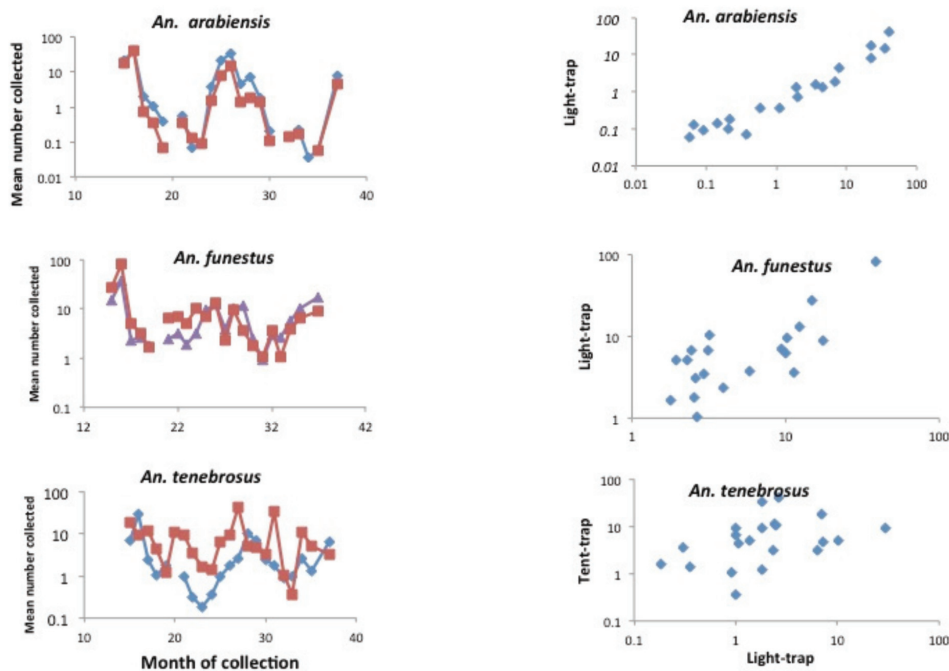 An. arabiensis
Mean number collected
100
10
1
0.1
0.01
10 20 30 40
An. arabiensis
Light-trap
100
10
1
0.1
0.01
0.01 0.1 1 10 100
An. funestus
Mean number collected
100
10
1
0.1
12 22 32 42
An. funestus
Light-trap
100
10
1
1 10 100
An. tenebrosus
Mean number collected
100
10
1
0.1
10 20 30 40
Month of collection
An. tenebrosus
Tent-trap
100
10
1
0.1
0.1 1 10 100
Light-trap